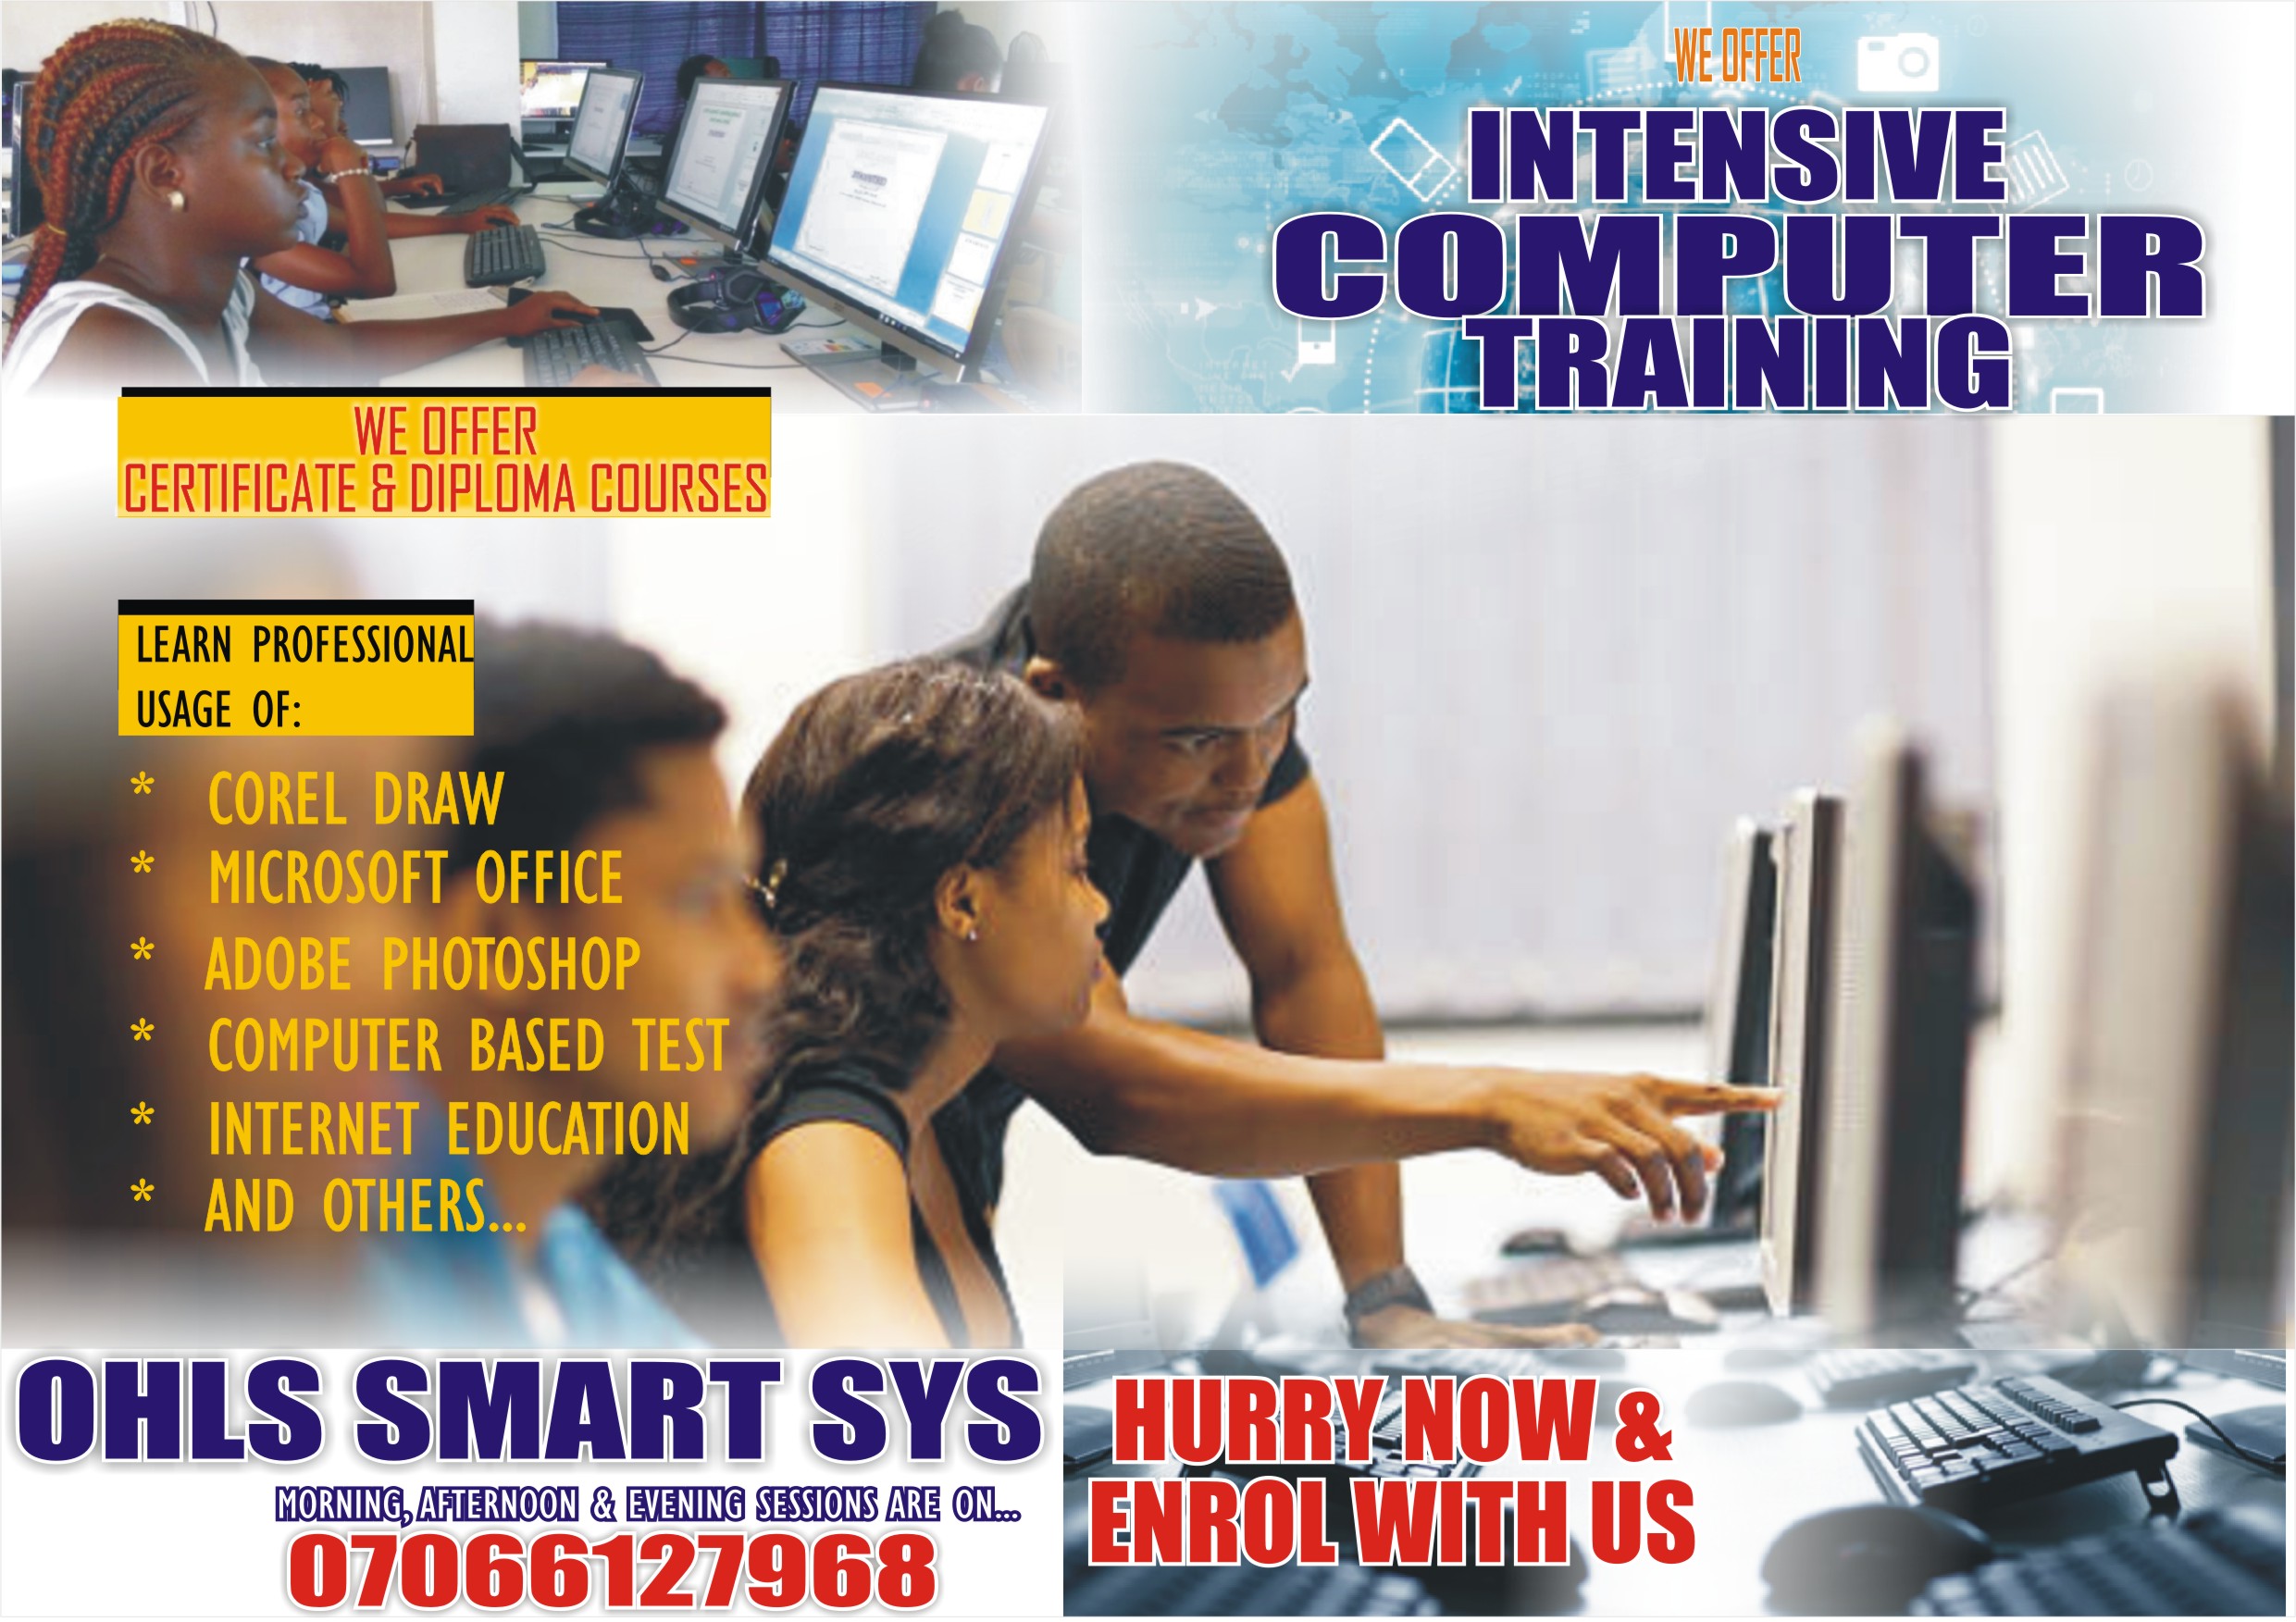 WE OFFER
INTENSIVE
COMPUTER
TRAINING
WE OFFER
CERTIFICATE & DIPLOMA COURSES
LEARN PROFESSIONAL
USAGE OF:
* COREL DRAW
* MICROSOFT OFFICE
* ADOBE PHOTOSHOP
* COMPUTER BASED TEST
* INTERNET EDUCATION
* AND OTHERS...
OHLS SMART SYS
MORNING, AFTERNOON & EVENING SESSIONS ARE ON...
07066127968
HURRY NOW &
ENROL WITH US